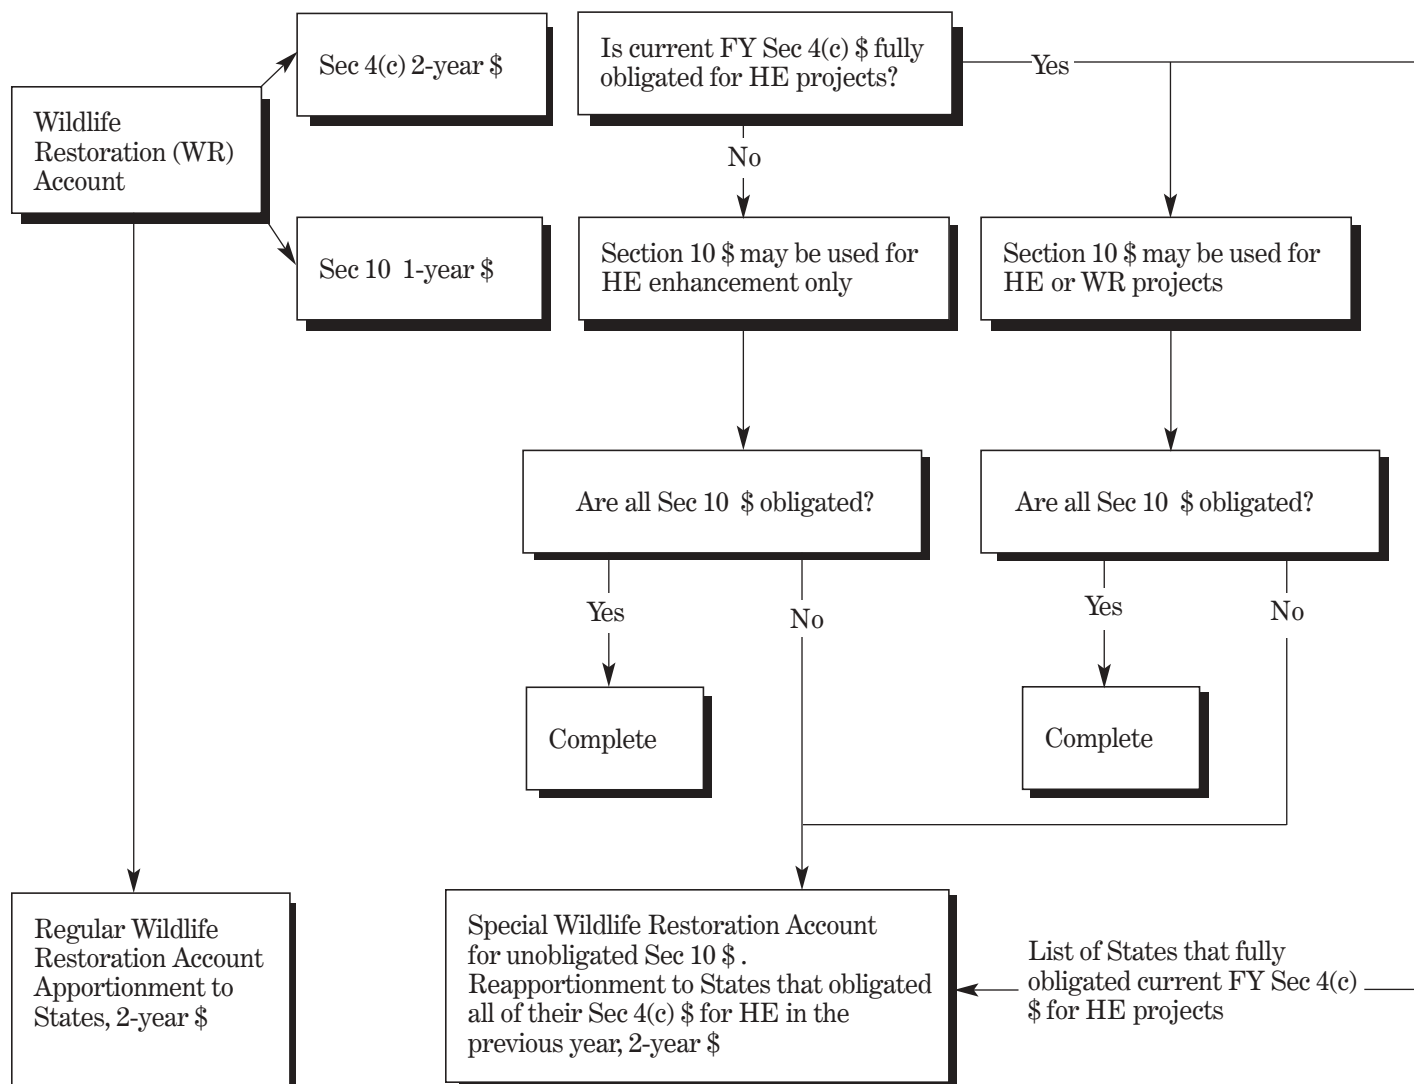 Wildlife
Restoration (WR)
Account
Sec 4(c) 2-year $
Sec 10 1-year $
Is current FY Sec 4(c) $ fully
obligated for HE projects?
Yes
No
Section 10 $ may be used for
HE enhancement only
Section 10 $ may be used for
HE or WR projects
Are all Sec 10 $ obligated?
Are all Sec 10 $ obligated?
Yes
No
Yes
No
Complete
Complete
Regular Wildlife
Restoration Account
Apportionment to
States, 2-year $
Special Wildlife Restoration Account
for unobligated Sec 10 $ .
Reapportionment to States that obligated
all of their Sec 4(c) $ for HE in the
previous year, 2-year $
List of States that fully
obligated current FY Sec 4(c)
$ for HE projects